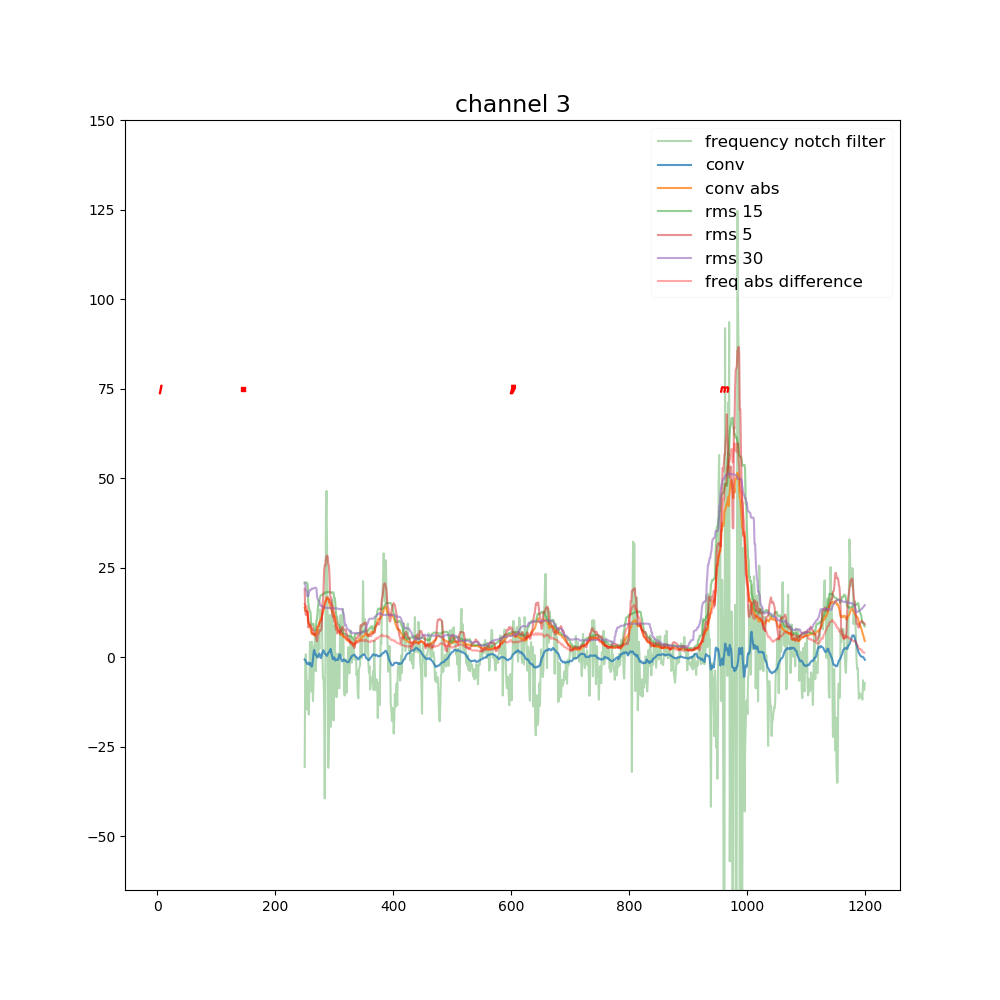 channel 3
150
125
100
75
50
25
0
−25
−50
frequency notch filter
conv
conv abs
rms 15
rms 5
rms 30
freq abs difference
m
0 200 400 600 800 1000 1200